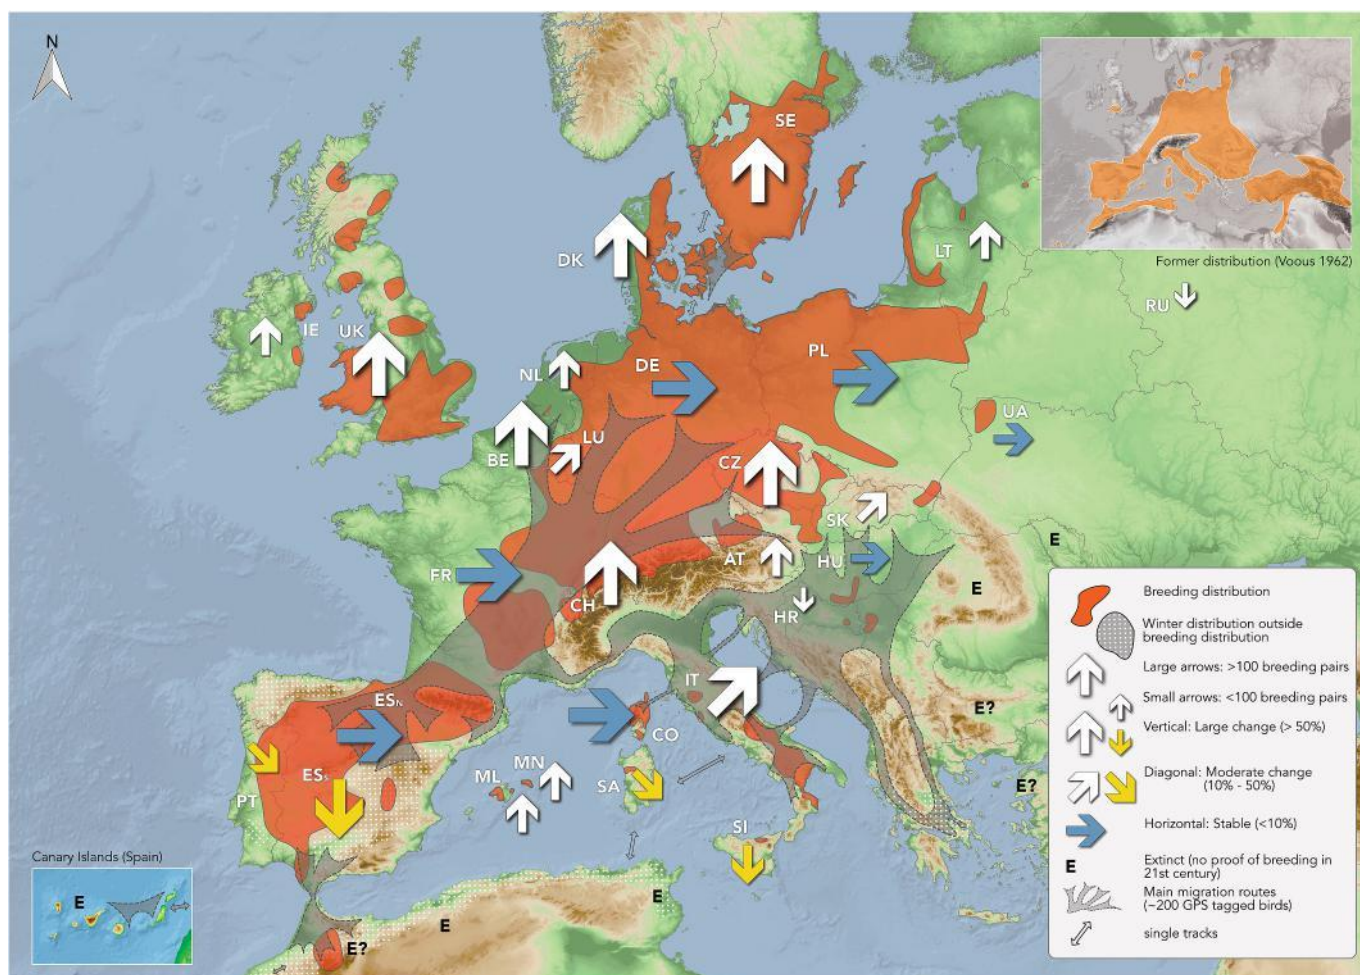 N
SE
DK
LT
Former distribution (Voous 1962)
RU
IE
UK
NL
DE
PL
LU
BE
CZ
UA
SK
E
FR
AT
HU
E
CH
HR
Breeding distribution
Winter distribution outside
breeding distribution
Large arrows: >100 breeding pairs
Small arrows: <100 breeding pairs
Vertical: Large change (> 50%)
Diagonal: Moderate change
(10% - 50%)
Horizontal: Stable (<10%)
E
Extinct (no proof of breeding in
21st century)
Main migration routes
(~200 GPS tagged birds)
single tracks
IT
ESN
E?
CO
ESS
MN
ML
SA
E?
PT
SI
Canary Islands (Spain)
E
E
E
E?